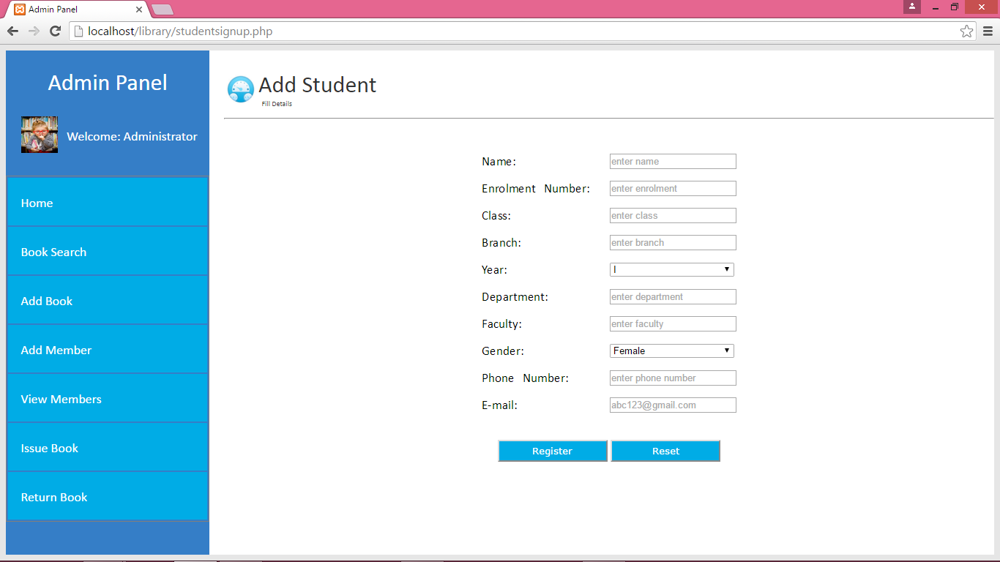 Admin Panel
localhost/library/studentsignup.php
Admin Panel
Welcome: Administrator
Home
Book Search
Add Book
Add Member
View Members
Issue Book
Return Book
Add Student
Fill Details
Name: enter name
Enrolment Number: enter enrolment
Class: enter class
Branch: enter branch
Year: I
Department: enter department
Faculty: enter faculty
Gender: Female
Phone Number: enter phone number
E-mail: abc123@gmail.com
Register Reset